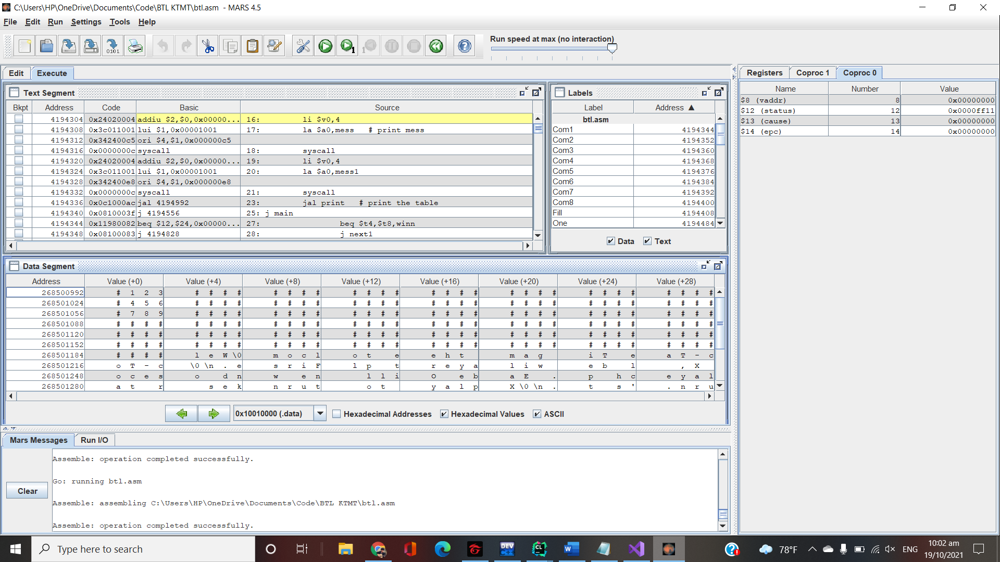 C:\Users\HP\OneDrive\Documents\Code\BTL KTMT\btl.asm - MARS 4.5
File Edit Run Settings Tools Help
Run speed at max (no interaction)
Edit Execute
Text Segment
Bkpt Address Code Basic Source
4194304 0x24020004 addiu $2,$0,0x00000... 16: li $v0,4
4194308 0x3c011001 lui $1,0x00001001 17: la $a0,mess # print mess
4194312 0x342400c5 ori $4,$1,0x000000c5
4194316 0x0000000c syscall 18: syscall
4194320 0x24020004 addiu $2,$0,0x00000... 19: li $v0,4
4194324 0x3c011001 lui $1,0x00001001 20: la $a0,mess1
4194328 0x342400e8 ori $4,$1,0x000000e8
4194332 0x0000000c syscall 21: syscall
4194336 0x0c1000ac jal 4194992 23: jal print # print the table
4194340 0x0810003f j 4194556 25: j main
4194344 0x11980082 beq $12,$24,0x00000... 27: beq $t4,$t8,winn
4194348 0x08100083 j 4194828 28: j next1
Labels
Label Address ▲
btl.asm
Com1 4194344
Com2 4194352
Com3 4194360
Com4 4194368
Com5 4194376
Com6 4194384
Com7 4194392
Com8 4194400
Fill 4194408
One 4194484
Data Text
Registers Coproc 1 Coproc 0
Name Number Value
$8 (vaddr) 8 0x00000000
$12 (status) 12 0x0000ff11
$13 (cause) 13 0x00000000
$14 (epc) 14 0x00000000
Data Segment
Address Value (+0) Value (+4) Value (+8) Value (+12) Value (+16) Value (+20) Value (+24) Value (+28)
268500992 # 1 2 3 # # # # # # # # # # # # # # # # # # # # # # # # # # # #
268501024 # 4 5 6 # # # # # # # # # # # # # # # # # # # # # # # # # # # #
268501056 # 7 8 9 # # # # # # # # # # # # # # # # # # # # # # # # # # # #
268501088 # # # # # # # # # # # # # # # # # # # # # # # # # # # # # # # #
268501120 # # # # # # # # # # # # # # # # # # # # # # # # # # # # # # # #
268501152 # # # # # # # # # # # # # # # # # # # # # # # # # # # # # # # #
268501184 # # # # l e W \0 m o c l o t e e h t m a g i T e a T - c
268501216 o T - c \0 \n . e s r i F l p t r e y a l i w e b l , X
268501248 o c e s o d n w e n l l i O e b a E . p h c e y a l
268501280 a t r s e k n r u t o t y a l p X \0 \n . t s ' . n r u
0x10010000 (.data) Hexadecimal Addresses Hexadecimal Values ASCII
Mars Messages Run I/O
Assemble: operation completed successfully.
Go: running btl.asm
Assemble: assembling C:\Users\HP\OneDrive\Documents\Code\BTL KTMT\btl.asm
Assemble: operation completed successfully.
Clear
Type here to search
78°F ENG 10:02 am
19/10/2021